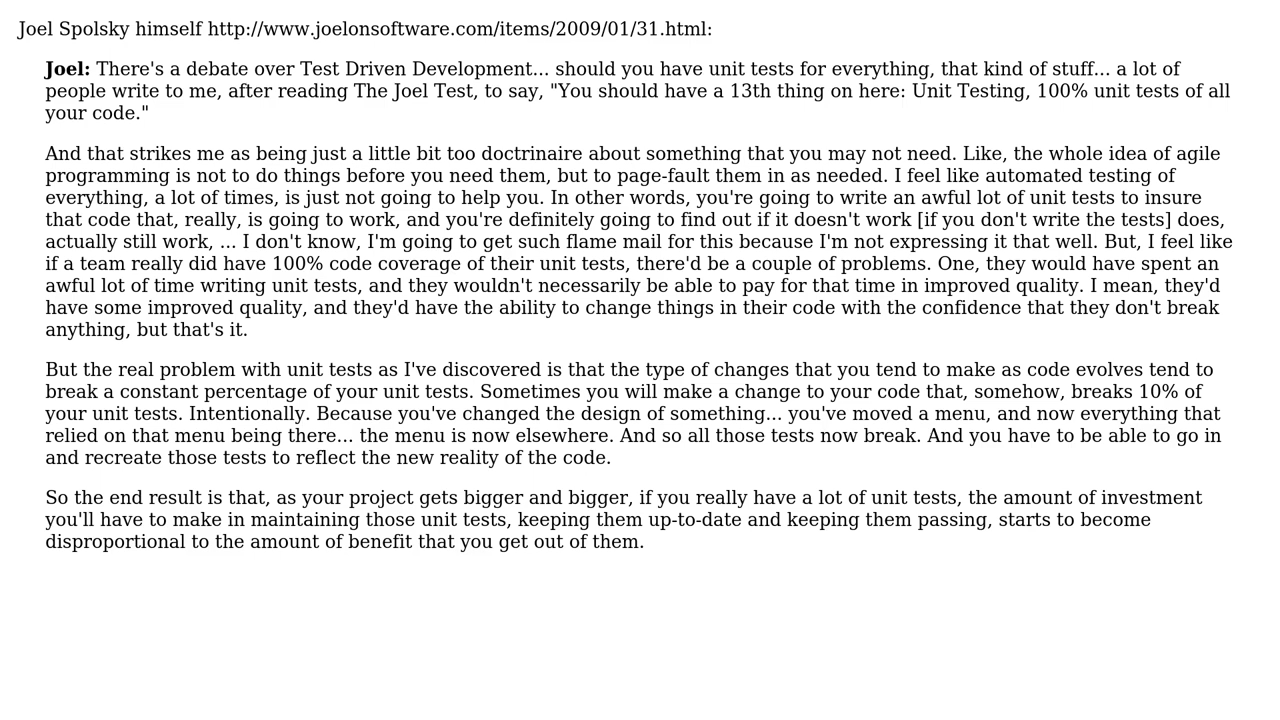 Joel Spolsky himself http://www.joelonsoftware.com/items/2009/01/31.html:
Joel: There's a debate over Test Driven Development... should you have unit tests for everything, that kind of stuff... a lot of
people write to me, after reading The Joel Test, to say, "You should have a 13th thing on here: Unit Testing, 100% unit tests of all
your code."
And that strikes me as being just a little bit too doctrinaire about something that you may not need. Like, the whole idea of agile
programming is not to do things before you need them, but to page-fault them in as needed. I feel like automated testing of
everything, a lot of times, is just not going to help you. In other words, you're going to write an awful lot of unit tests to insure
that code that, really, is going to work, and you're definitely going to find out if it doesn't work [if you don't write the tests] does,
actually still work, ... I don't know, I'm going to get such flame mail for this because I'm not expressing it that well. But, I feel like
if a team really did have 100% code coverage of their unit tests, there'd be a couple of problems. One, they would have spent an
awful lot of time writing unit tests, and they wouldn't necessarily be able to pay for that time in improved quality. I mean, they'd
have some improved quality, and they'd have the ability to change things in their code with the confidence that they don't break
anything, but that's it.
But the real problem with unit tests as I've discovered is that the type of changes that you tend to make as code evolves tend to
break a constant percentage of your unit tests. Sometimes you will make a change to your code that, somehow, breaks 10% of
your unit tests. Intentionally. Because you've changed the design of something... you've moved a menu, and now everything that
relied on that menu being there... the menu is now elsewhere. And so all those tests now break. And you have to be able to go in
and recreate those tests to reflect the new reality of the code.
So the end result is that, as your project gets bigger and bigger, if you really have a lot of unit tests, the amount of investment
you'll have to make in maintaining those unit tests, keeping them up-to-date and keeping them passing, starts to become
disproportional to the amount of benefit that you get out of them.